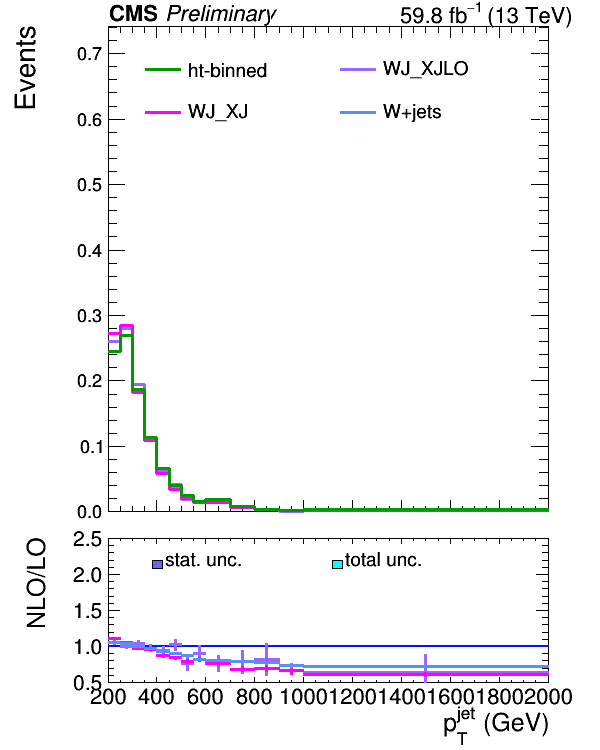 CMS Preliminary 59.8 fb⁻¹ (13 TeV)
Events
0.7
0.6
0.5
0.4
0.3
0.2
0.1
0.0
ht-binned WJ_XJLO
WJ_XJ W+jets
NLO/LO
2.5
2.0
1.5
1.0
0.5
stat. unc. total unc.
200 400 600 800 1000 1200 1400 1600 1800 2000
p_T^jet (GeV)